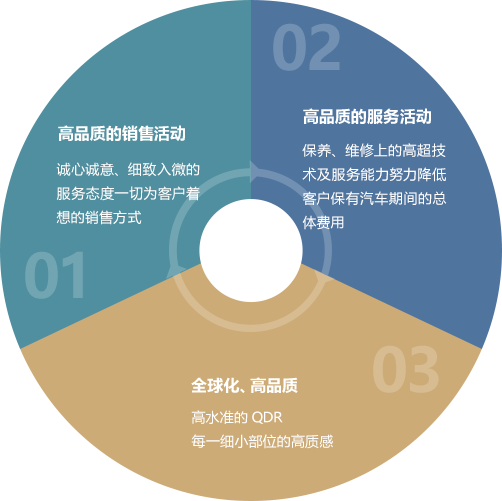 01
高品质的销售活动
诚心诚意、细致入微的
服务态度一切为客户着
想的销售方式
02
高品质的服务活动
保养、维修上的高超技
术及服务能力努力降低
客户保有汽车期间的总
体费用
03
全球化、高品质
高水准的 QDR
每一细小部位的高质感